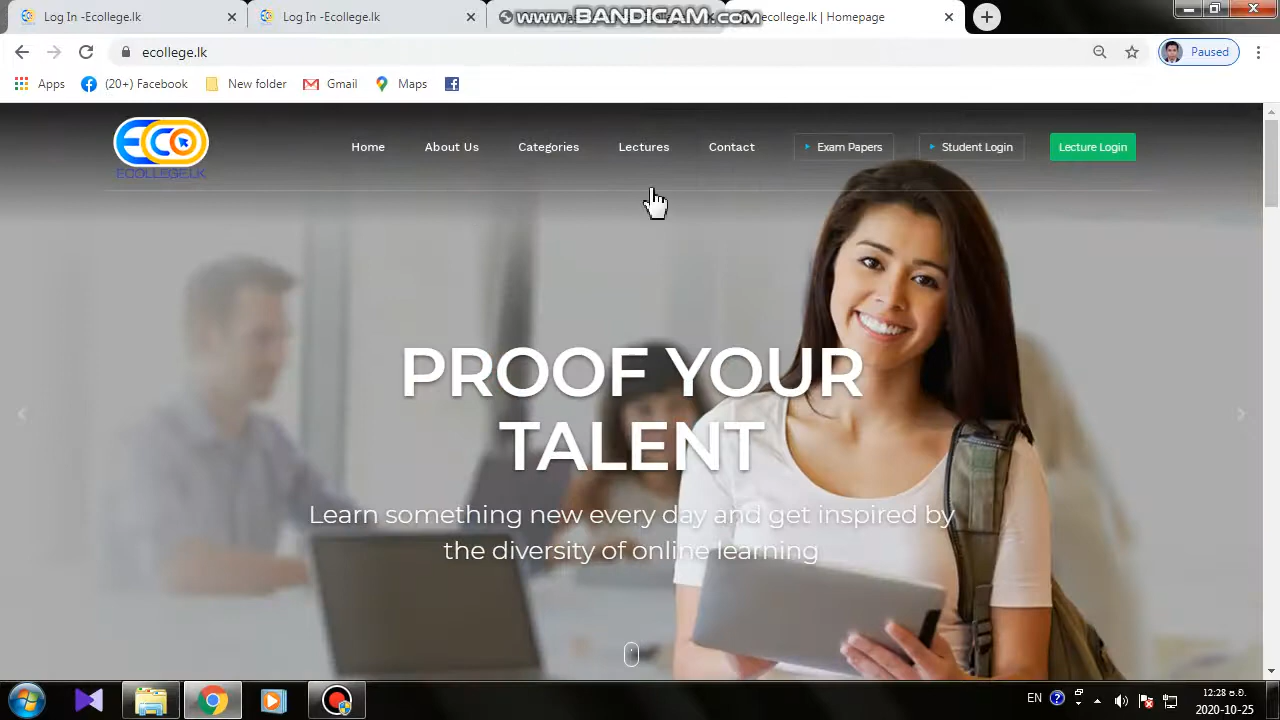 Log In -Ecollege.lk
Log In -Ecollege.lk
www.BANDICAM.com
ecollege.lk | Homepage
ecollege.lk
Paused
Apps
(20+) Facebook
New folder
Gmail
Maps
ECO
ECOLLEGE.LK
Home
About Us
Categories
Lectures
Contact
Exam Papers
Student Login
Lecture Login
PROOF YOUR
TALENT
Learn something new every day and get inspired by
the diversity of online learning
EN
12:28 ප.ව.
2020-10-25